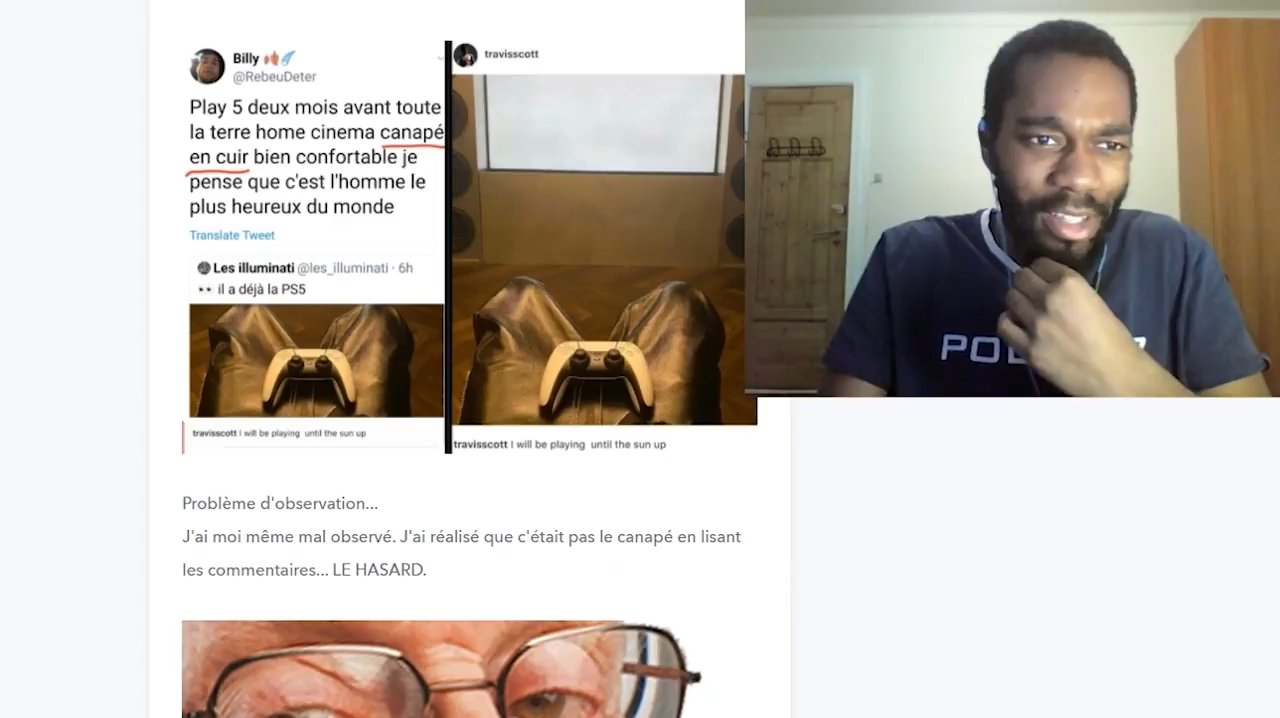 Billy
@RebeuDeter
Play 5 deux mois avant toute
la terre home cinema canapé
en cuir bien confortable je
pense que c'est l'homme le
plus heureux du monde
Translate Tweet
Les illuminati @les_illuminati · 6h
👀 il a déjà la PS5
travisscott I will be playing until the sun up
travisscott
travisscott I will be playing until the sun up
Problème d'observation...
J'ai moi même mal observé. J'ai réalisé que c'était pas le canapé en lisant
les commentaires... LE HASARD.